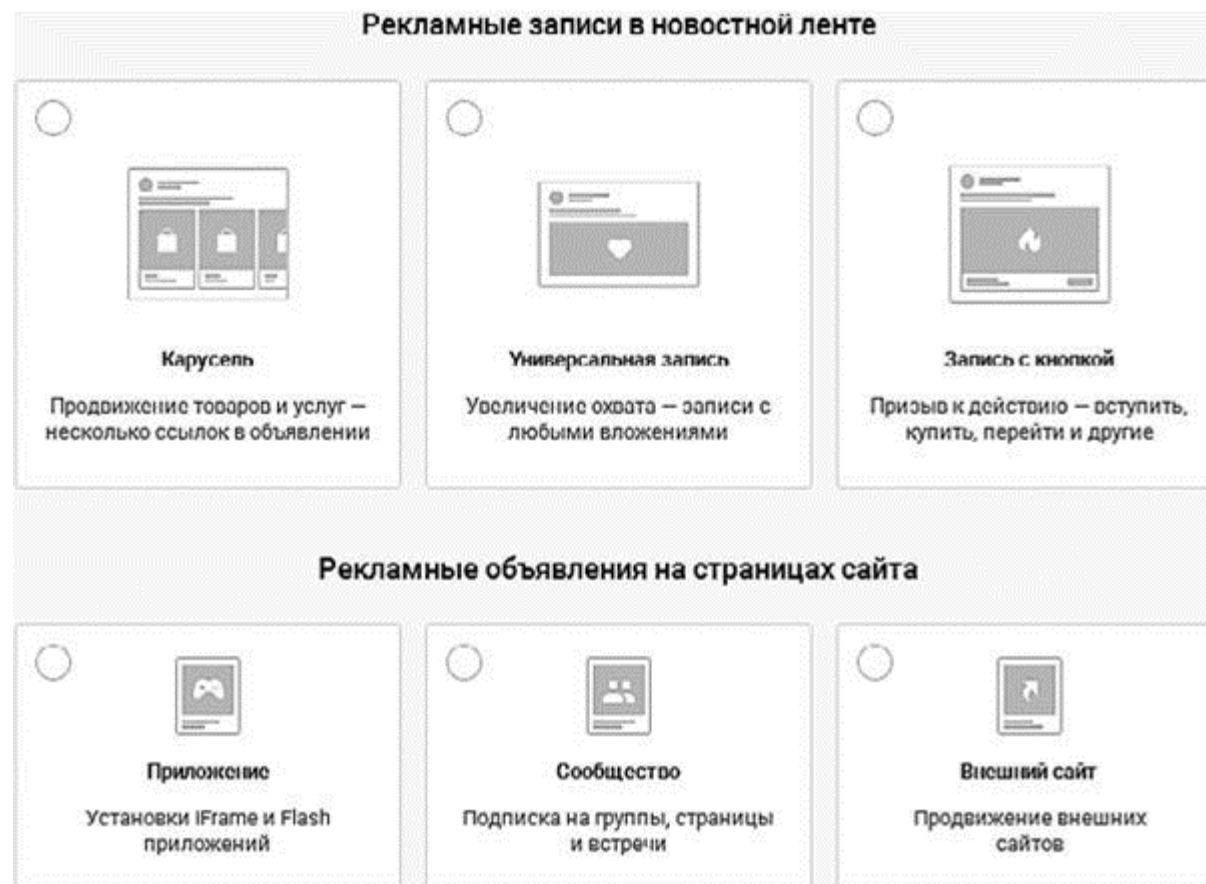 Рекламные записи в новостной ленте
Карусель
Продвижение товаров и услуг —
несколько ссылок в объявлении
Универсальная запись
Увеличение охвата — записи с
любыми вложениями
Запись с кнопкой
Призыв к действию — вступить,
купить, перейти и другие
Рекламные объявления на страницах сайта
Приложение
Установки IFrame и Flash
приложений
Сообщество
Подписка на группы, страницы
и встречи
Внешний сайт
Продвижение внешних
сайтов